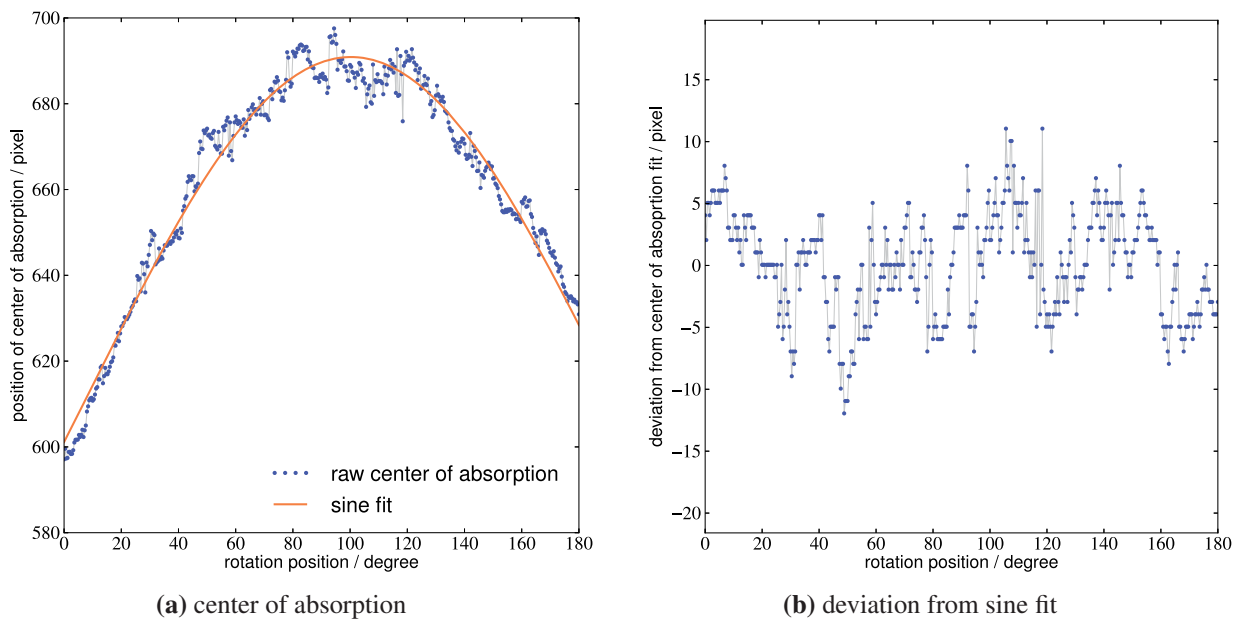 700
680
660
640
620
600
580
position of center of absorption / pixel
raw center of absorption
sine fit
0 20 40 60 80 100 120 140 160 180
rotation position / degree
(a) center of absorption
15
10
5
0
−5
−10
−15
−20
deviation from center of absoprtion fit / pixel
0 20 40 60 80 100 120 140 160 180
rotation position / degree
(b) deviation from sine fit